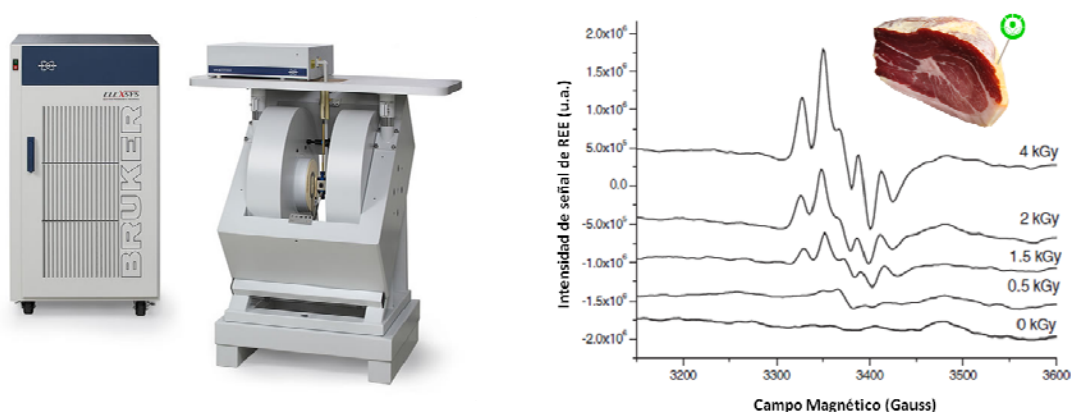 ELEXSYS
BRUKER
Intensidad de señal de REE (u.a.)
2.0x10⁶
1.5x10⁶
1.0x10⁶
5.0x10⁵
0.0
-5.0x10⁵
-1.0x10⁶
-1.5x10⁶
-2.0x10⁶
4 kGy
2 kGy
1.5 kGy
0.5 kGy
0 kGy
3200
3300
3400
3500
3600
Campo Magnético (Gauss)